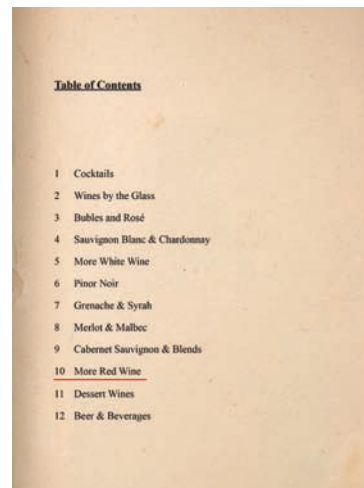 Table of Contents
1 Cocktails
2 Wines by the Glass
3 Bubles and Rosé
4 Sauvignon Blanc & Chardonnay
5 More White Wine
6 Pinor Noir
7 Grenache & Syrah
8 Merlot & Malbec
9 Cabernet Sauvignon & Blends
10 More Red Wine
11 Dessert Wines
12 Beer & Beverages